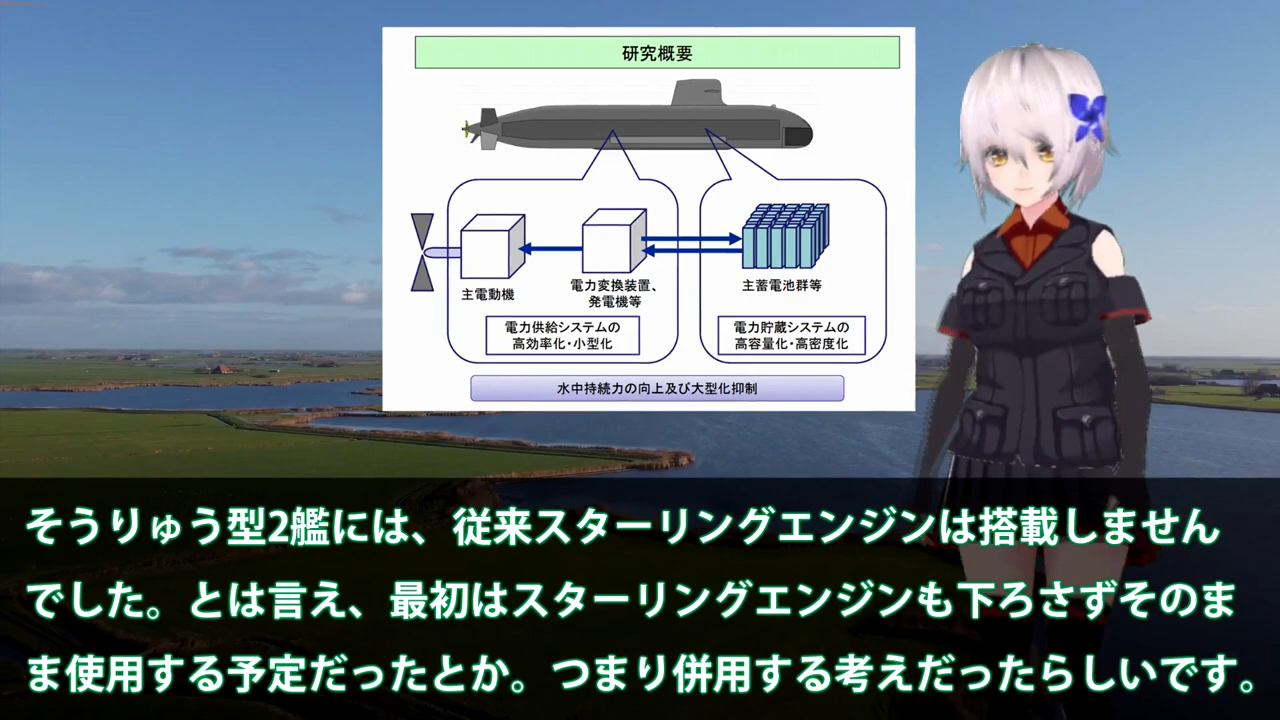 研究概要
主電動機
電力変換装置、
発電機等
主蓄電池群等
電力供給システムの
高効率化・小型化
電力貯蔵システムの
高容量化・高密度化
水中持続力の向上及び大型化抑制
そうりゅう型2艦には、従来スターリングエンジンは搭載しません
でした。とは言え、最初はスターリングエンジンも下ろさずそのま
ま使用する予定だったとか。つまり併用する考えだったらしいです。